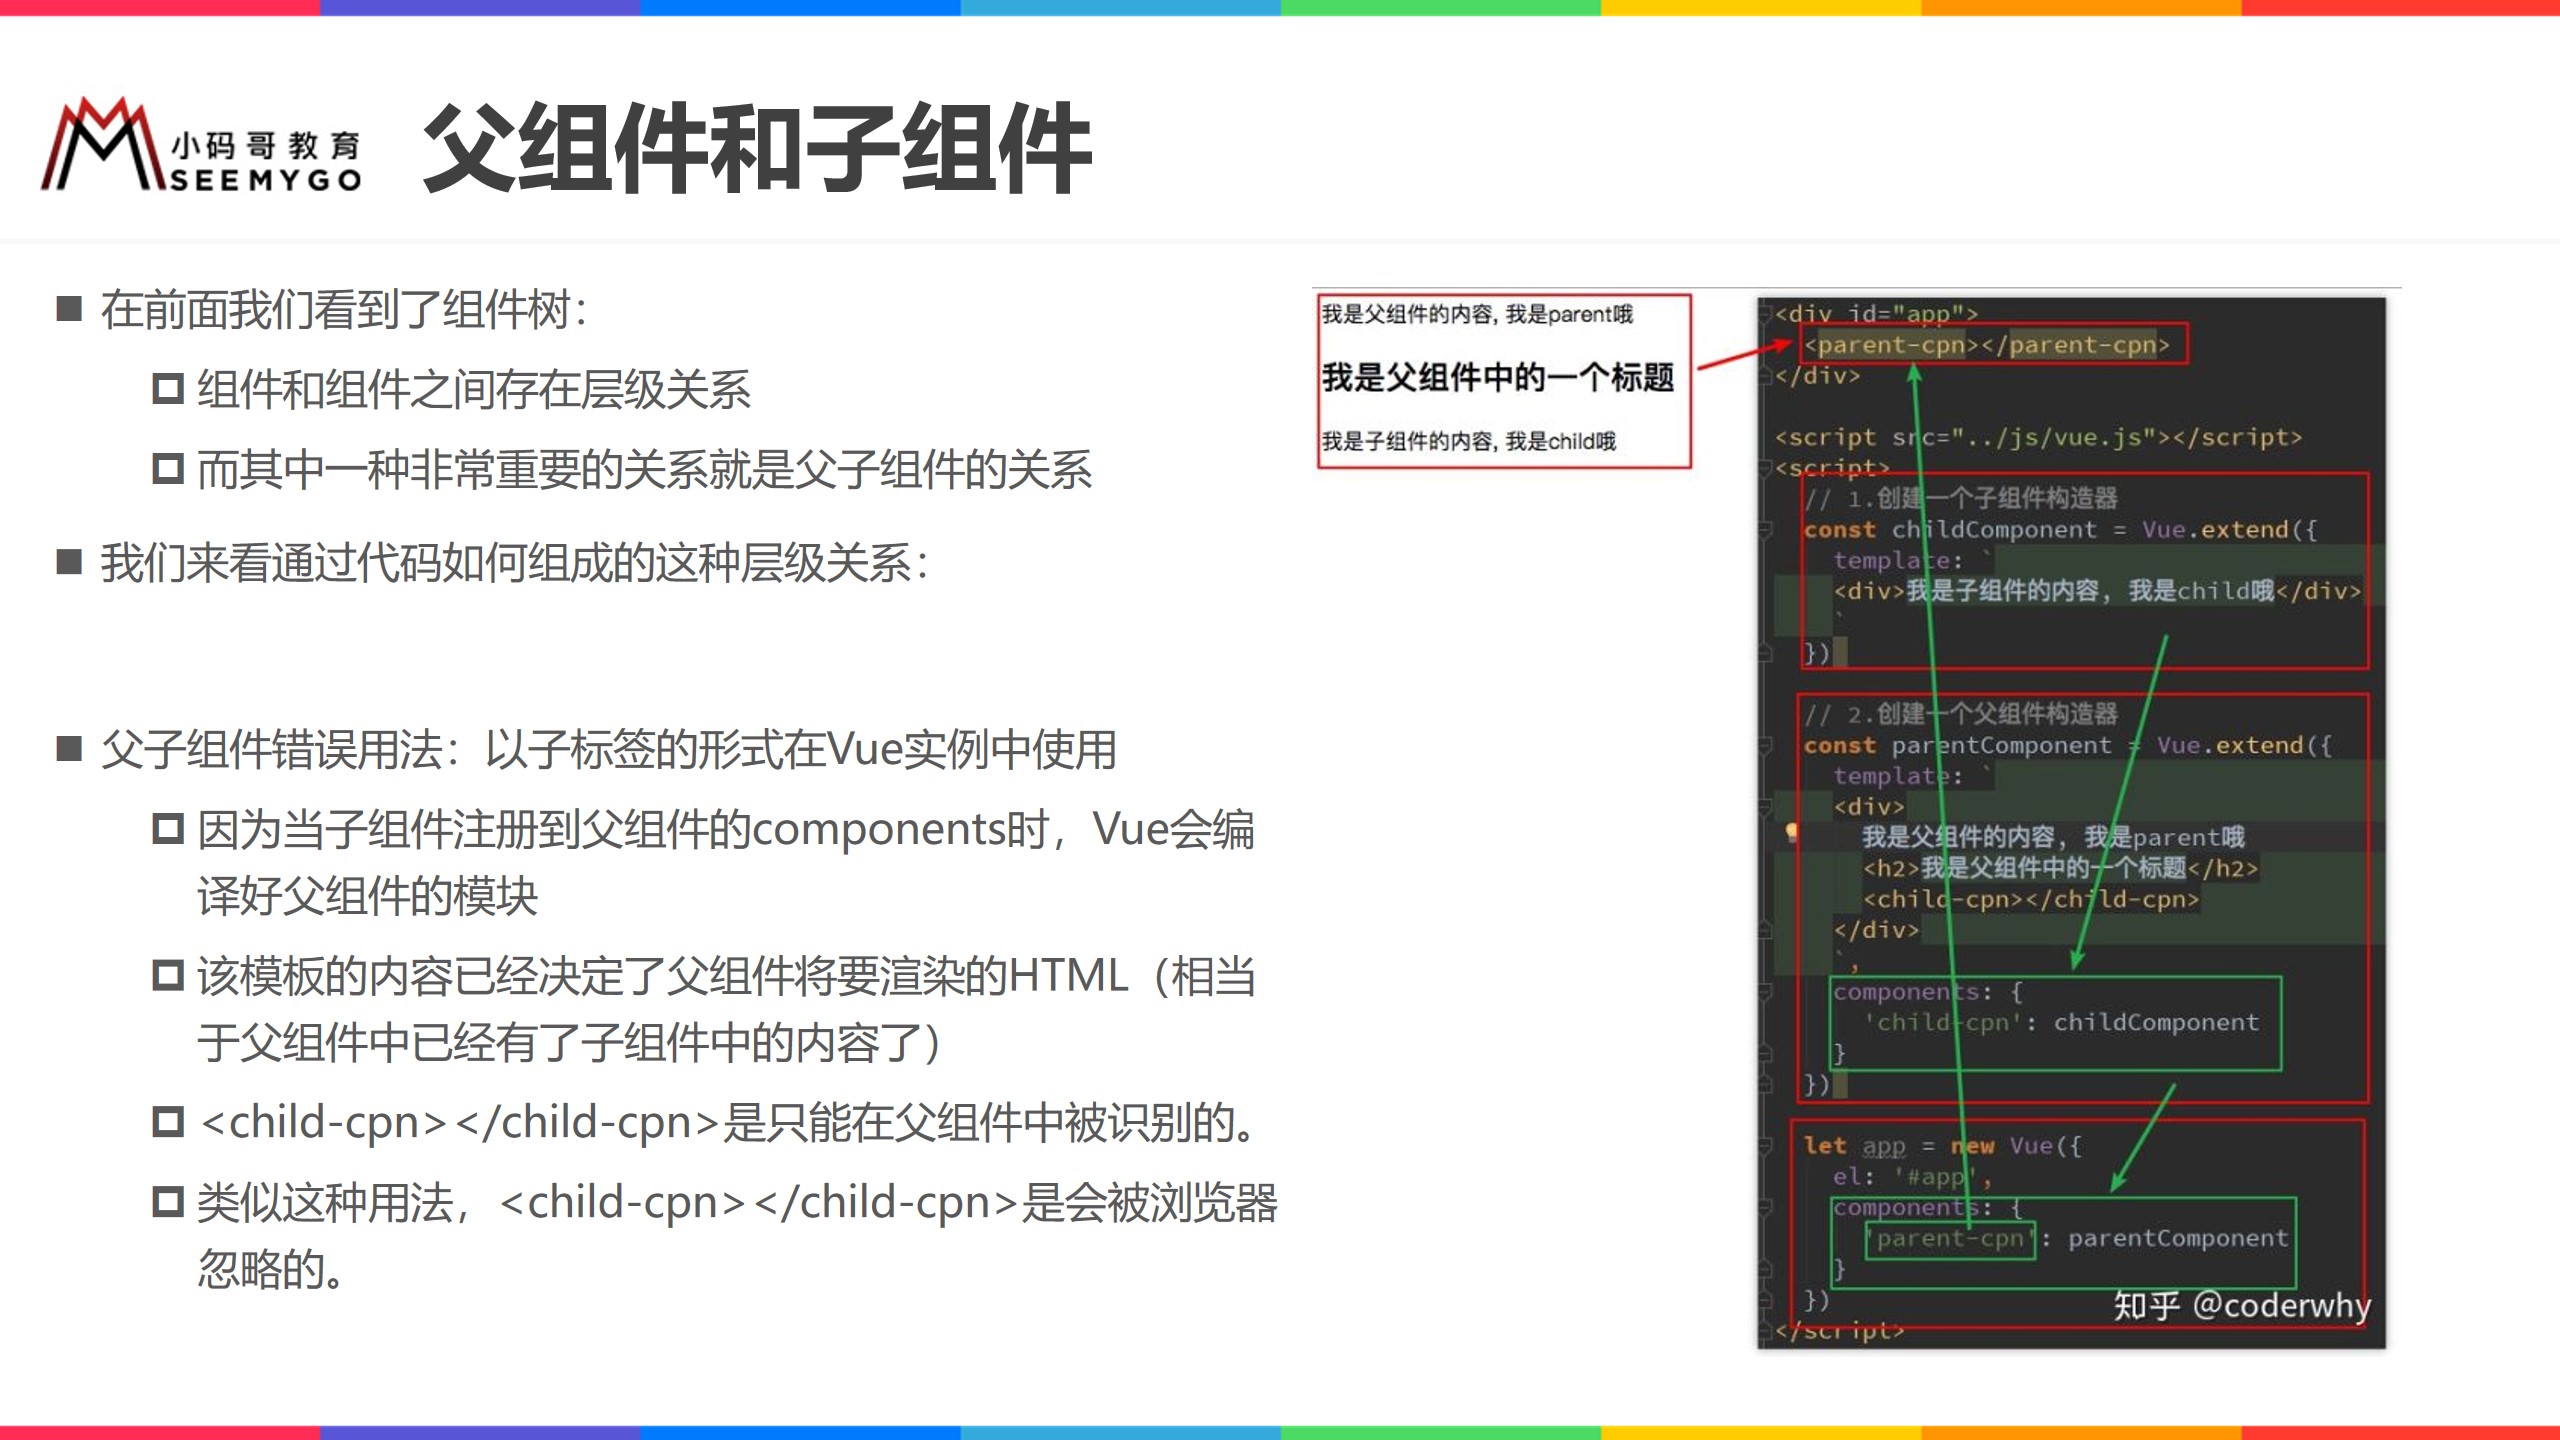 小码哥教育
SEEMYGO
父组件和子组件
在前面我们看到了组件树：
组件和组件之间存在层级关系
而其中一种非常重要的关系就是父子组件的关系
我们来看通过代码如何组成的这种层级关系：
父子组件错误用法：以子标签的形式在Vue实例中使用
因为当子组件注册到父组件的components时，Vue会编
译好父组件的模块
该模板的内容已经决定了父组件将要渲染的HTML（相当
于父组件中已经有了子组件中的内容了）
<child-cpn></child-cpn>是只能在父组件中被识别的。
类似这种用法，<child-cpn></child-cpn>是会被浏览器
忽略的。
我是父组件的内容, 我是parent哦
我是父组件中的一个标题
我是子组件的内容, 我是child哦
<div id="app">
<parent-cpn></parent-cpn>
</div>
<script src="../js/vue.js"></script>
<script>
// 1.创建一个子组件构造器
const childComponent = Vue.extend({
template: `
<div>我是子组件的内容, 我是child哦</div>
`
})
// 2.创建一个父组件构造器
const parentComponent = Vue.extend({
template: `
<div>
我是父组件的内容, 我是parent哦
<h2>我是父组件中的一个标题</h2>
<child-cpn></child-cpn>
</div>
`,
components: {
'child-cpn': childComponent
}
})
let app = new Vue({
el: '#app',
components: {
'parent-cpn': parentComponent
}
})
</script>
知乎 @coderwhy